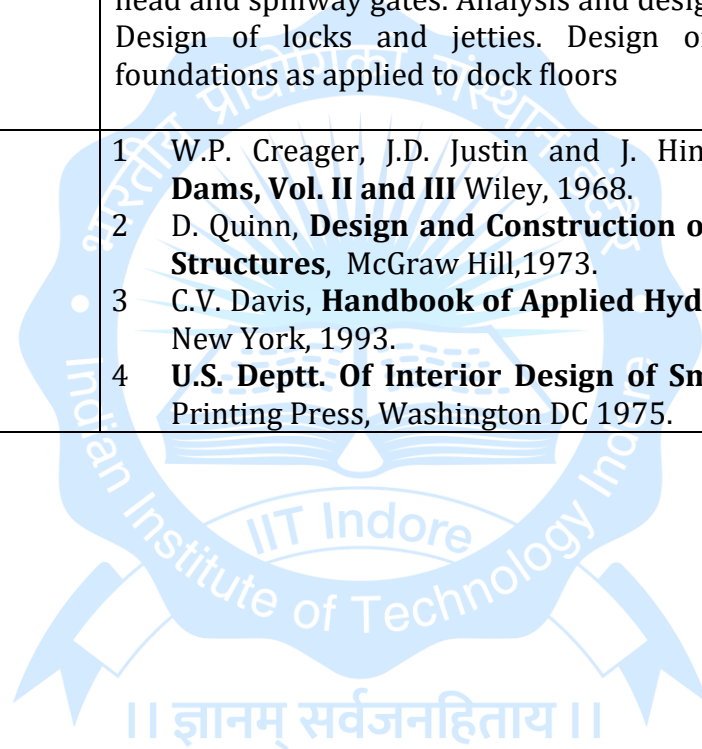 head and spillway gates. Analysis and desig
Design of locks and jetties. Design o
foundations as applied to dock floors
1 W.P. Creager, J.D. Justin and J. Hin
Dams, Vol. II and III Wiley, 1968.
2 D. Quinn, Design and Construction o
Structures, McGraw Hill,1973.
3 C.V. Davis, Handbook of Applied Hyd
New York, 1993.
4 U.S. Deptt. Of Interior Design of Sm
Printing Press, Washington DC 1975.
भारतीय प्रौद्योगिकी संस्थान इंदौर
IIT Indore
Indian Institute of Technology Indore
।। ज्ञानम् सर्वजनहिताय ।।